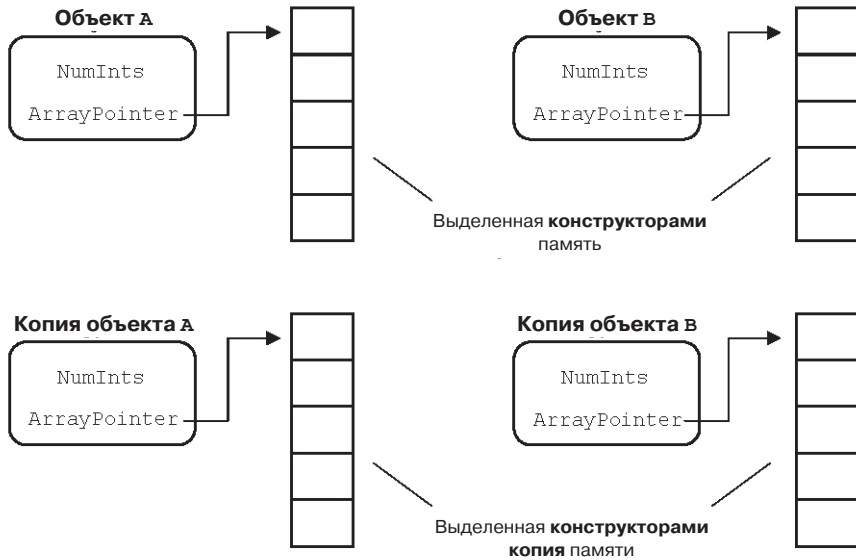 Объект A
Объект B
NumInts
ArrayPointer
NumInts
ArrayPointer
Выделенная конструкторами
память
Копия объекта A
Копия объекта B
NumInts
ArrayPointer
NumInts
ArrayPointer
Выделенная конструкторами
копия памяти